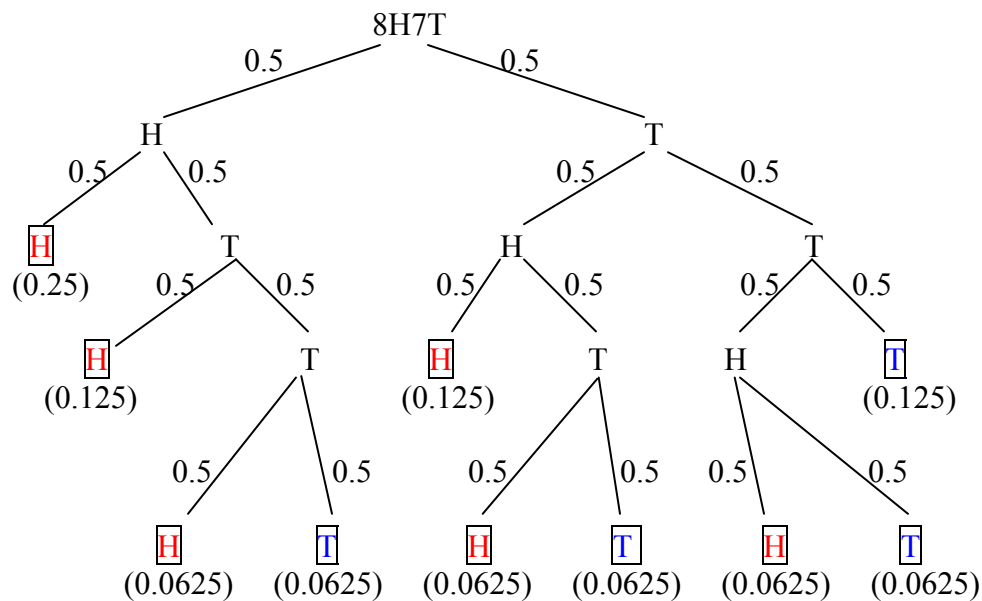 8H7T
0.5 0.5
H T
0.5 0.5 0.5 0.5
H T H T
(0.25) 0.5 0.5 0.5 0.5 0.5 0.5
H T H T H T
(0.125) (0.125) (0.125)
0.5 0.5 0.5 0.5 0.5 0.5
H T H T H T
(0.0625) (0.0625) (0.0625) (0.0625) (0.0625) (0.0625)